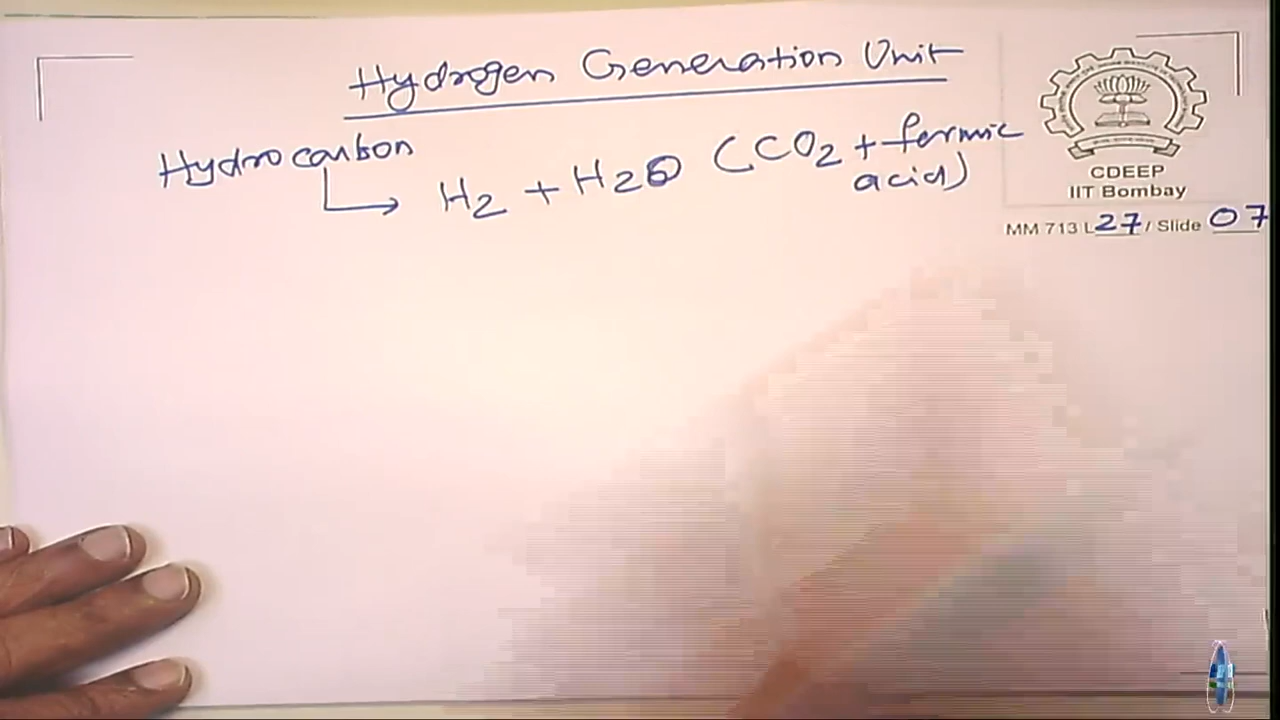 Hydrogen Generation Unit
Hydrocarbon
H2 + H2O (CO2 + formic
acid)
CDEEP
IIT Bombay
MM 713 L27 / Slide 07